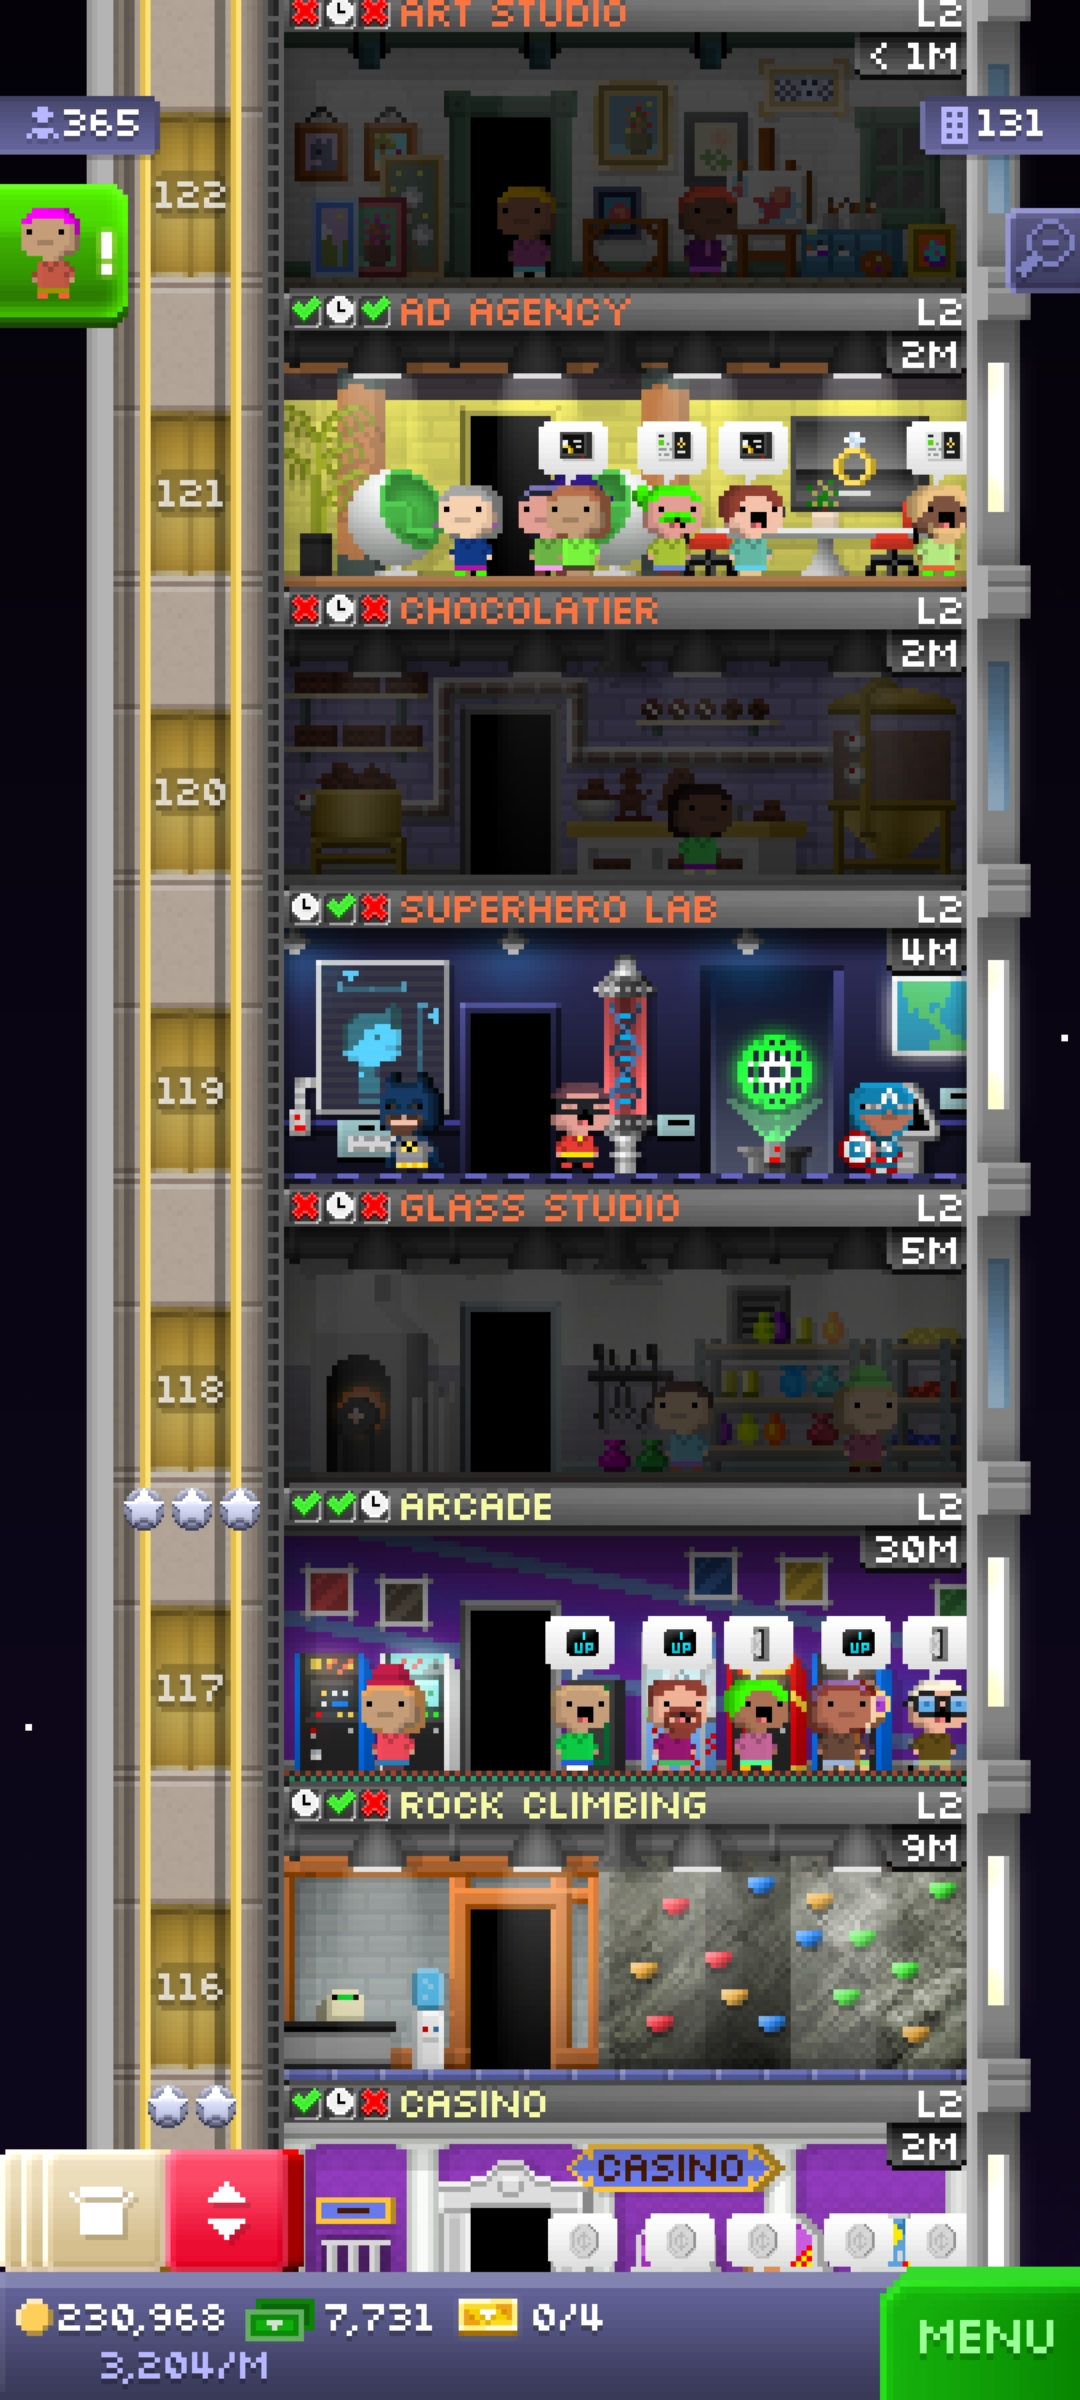 ART STUDIO L2
< 1M
365
131
122
!
AD AGENCY L2
2M
121
CHOCOLATIER L2
2M
120
SUPERHERO LAB L2
4M
119
GLASS STUDIO L2
5M
118
ARCADE L2
30M
UP UP UP
117
ROCK CLIMBING L2
9M
116
CASINO L2
2M
CASINO
230,968 7,731 0/4
3,204/M
MENU